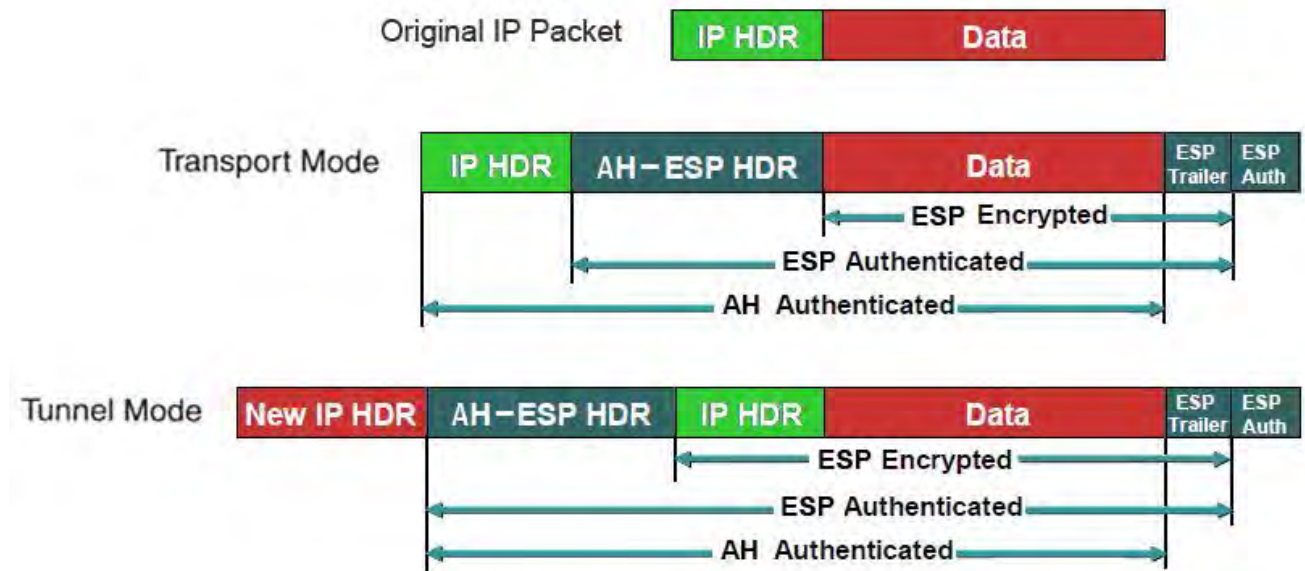 Original IP Packet IP HDR Data
Transport Mode IP HDR AH-ESP HDR Data ESP Trailer ESP Auth
ESP Encrypted
ESP Authenticated
AH Authenticated
Tunnel Mode New IP HDR AH-ESP HDR IP HDR Data ESP Trailer ESP Auth
ESP Encrypted
ESP Authenticated
AH Authenticated